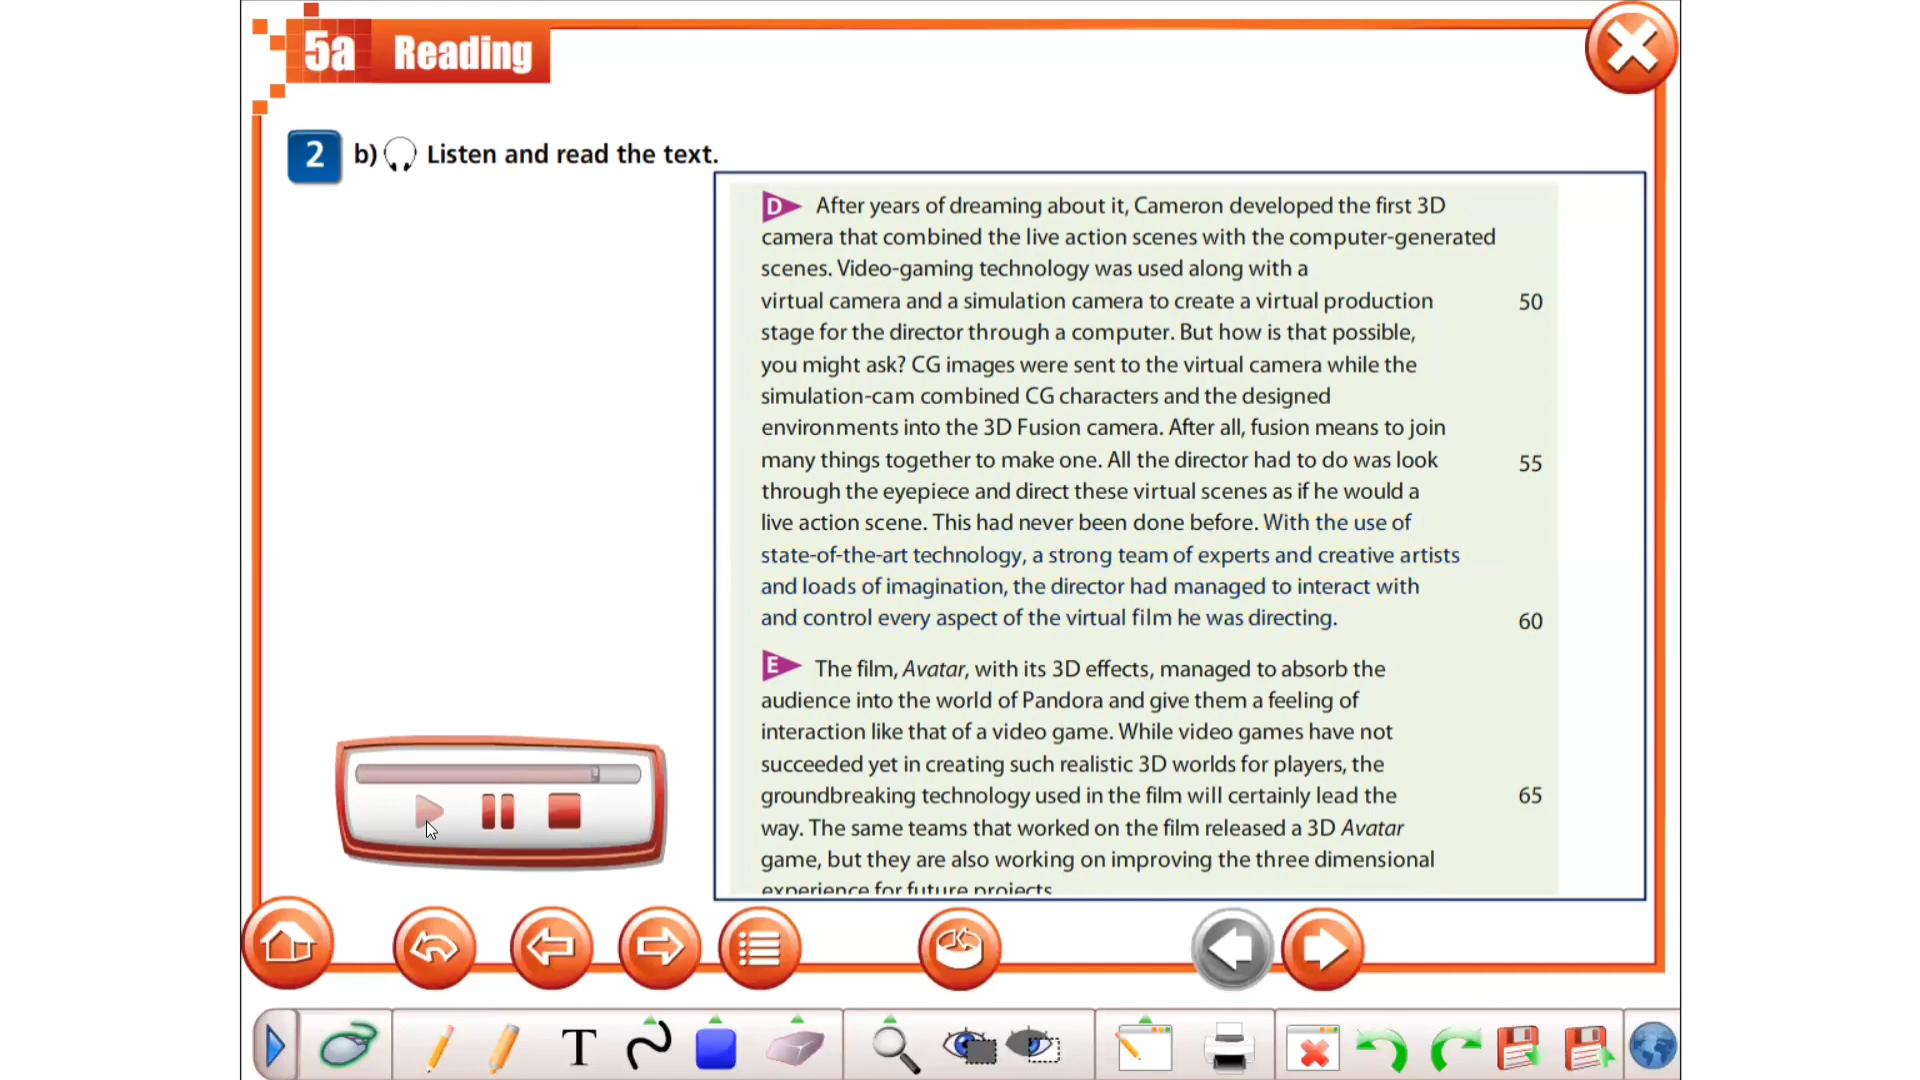 5a Reading
2 b) Listen and read the text.
D After years of dreaming about it, Cameron developed the first 3D
camera that combined the live action scenes with the computer-generated
scenes. Video-gaming technology was used along with a
virtual camera and a simulation camera to create a virtual production 50
stage for the director through a computer. But how is that possible,
you might ask? CG images were sent to the virtual camera while the
simulation-cam combined CG characters and the designed
environments into the 3D Fusion camera. After all, fusion means to join
many things together to make one. All the director had to do was look 55
through the eyepiece and direct these virtual scenes as if he would a
live action scene. This had never been done before. With the use of
state-of-the-art technology, a strong team of experts and creative artists
and loads of imagination, the director had managed to interact with
and control every aspect of the virtual film he was directing. 60
E The film, Avatar, with its 3D effects, managed to absorb the
audience into the world of Pandora and give them a feeling of
interaction like that of a video game. While video games have not
succeeded yet in creating such realistic 3D worlds for players, the
groundbreaking technology used in the film will certainly lead the 65
way. The same teams that worked on the film released a 3D Avatar
game, but they are also working on improving the three dimensional
experience for future projects.
T